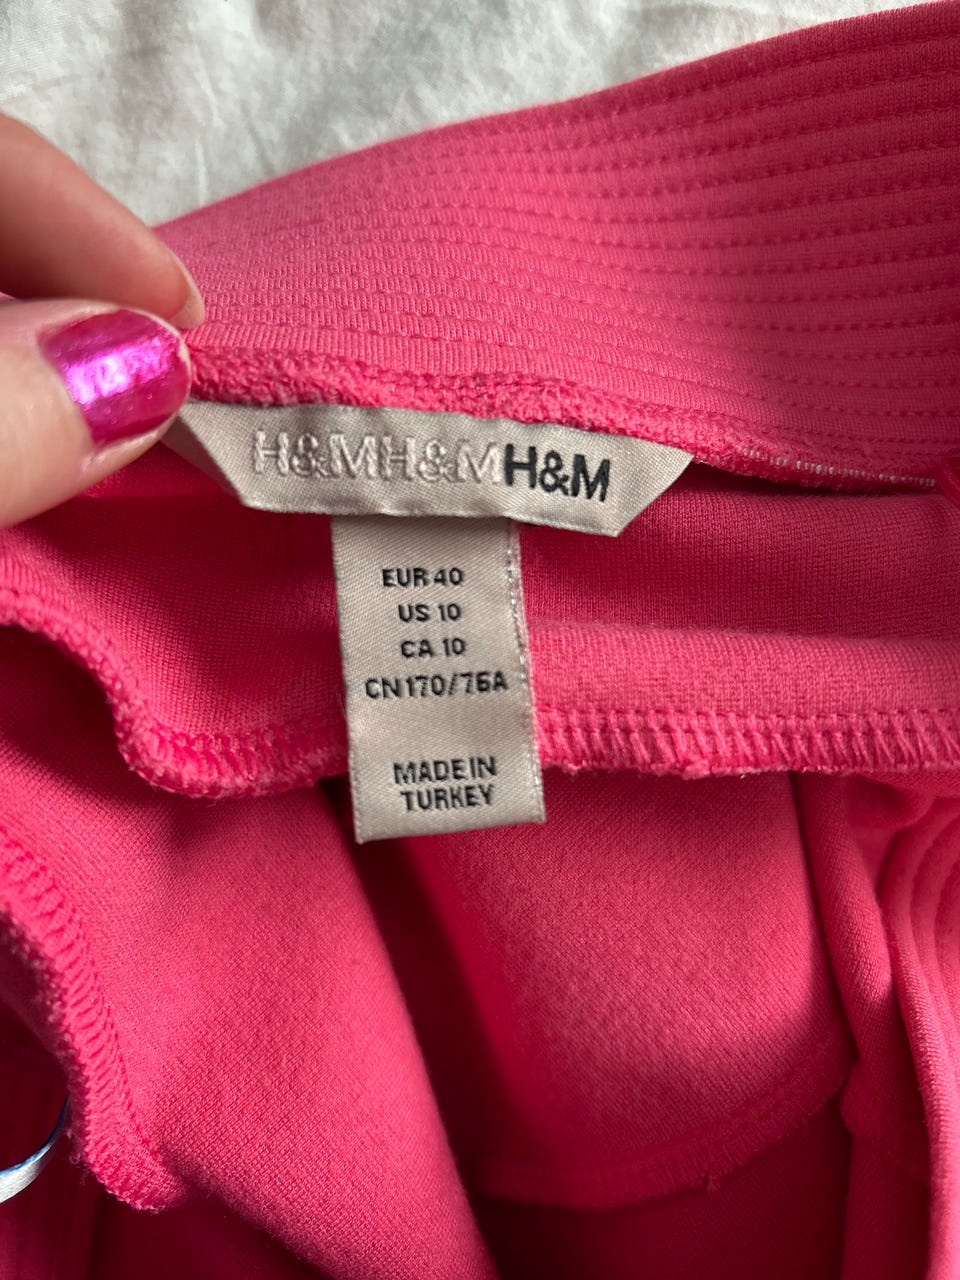 H&MH&MH&M
EUR 40
US 10
CA 10
CN170/76A
MADE IN
TURKEY